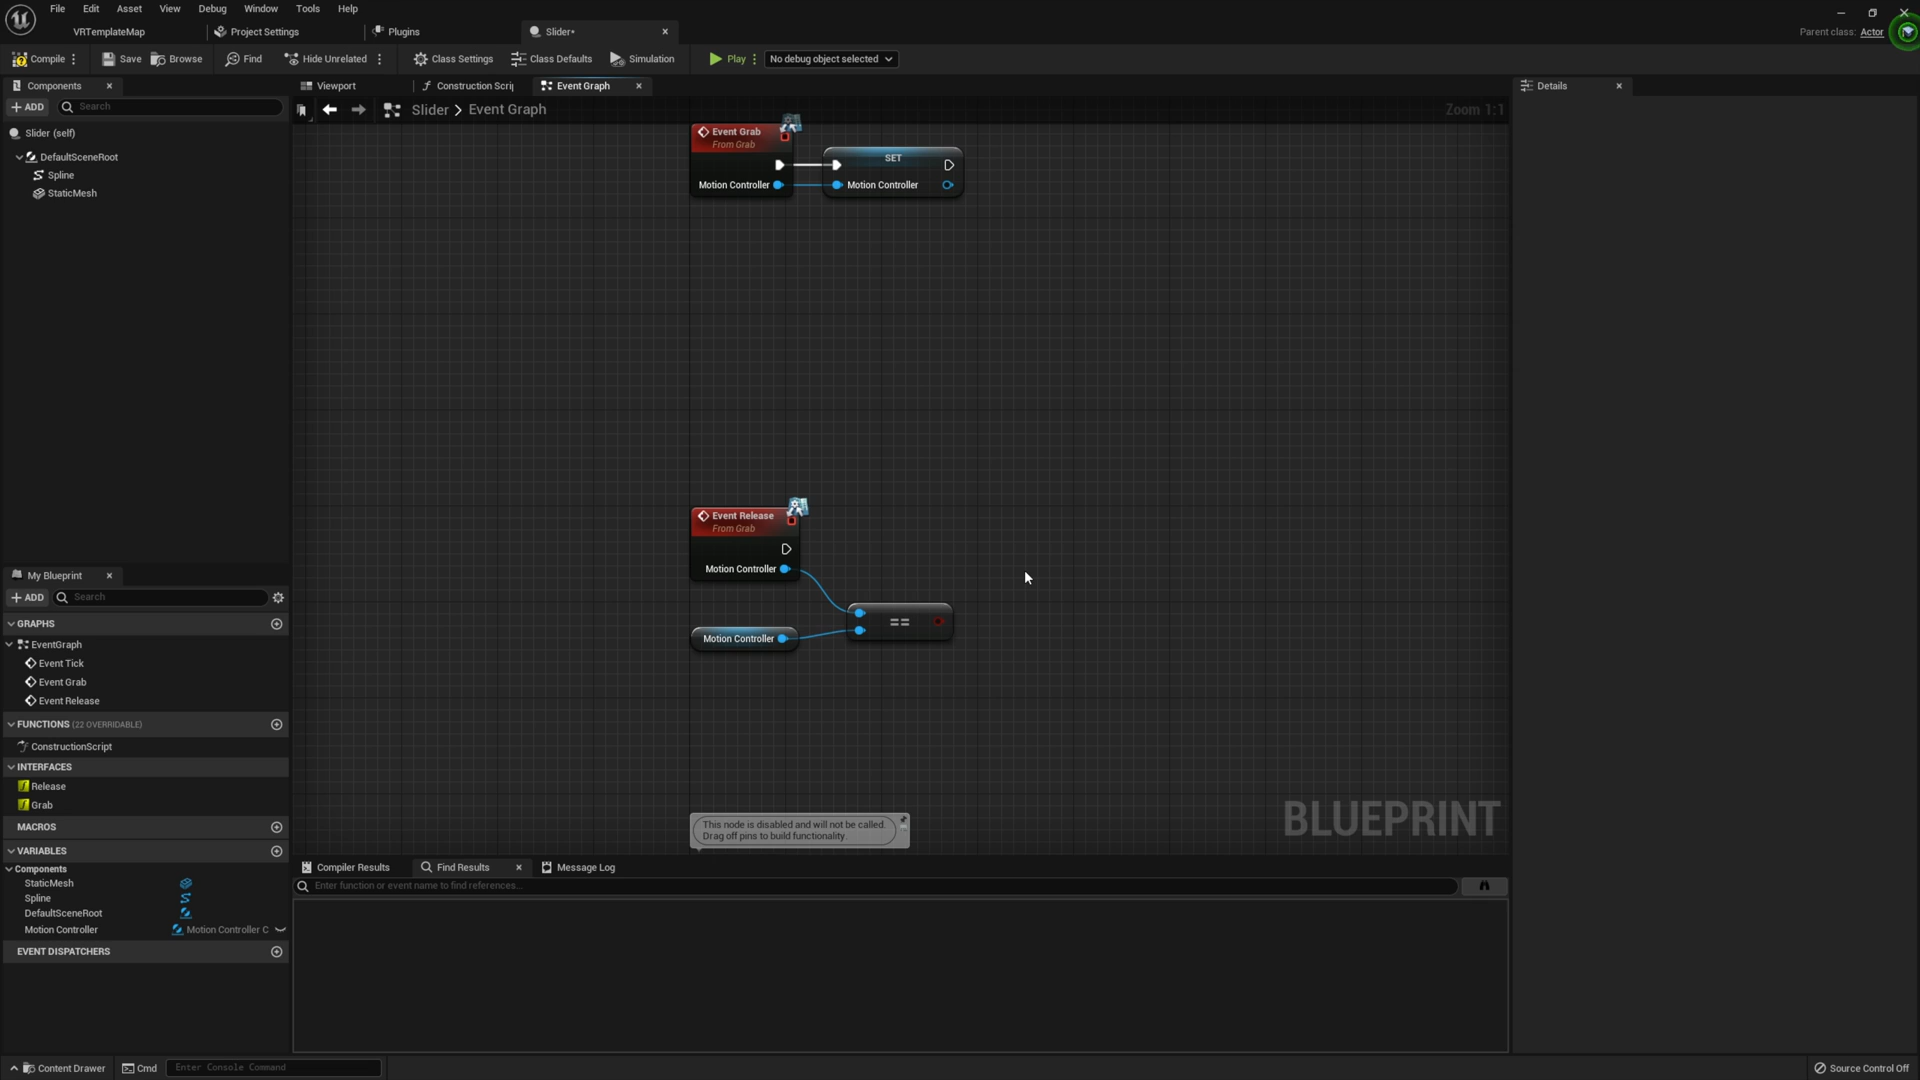 File Edit Asset View Debug Window Tools Help
VRTemplateMap Project Settings Plugins Slider• Parent class: Actor
Compile Save Browse Find Hide Unrelated Class Settings Class Defaults Simulation Play No debug object selected
Components
ADD Search
Slider (self)
DefaultSceneRoot
Spline
StaticMesh
Viewport Construction Scrip Event Graph
Slider > Event Graph Zoom 1:1
Event Grab
From Grab
Motion Controller
SET
Motion Controller
Event Release
From Grab
Motion Controller
Motion Controller
==
This node is disabled and will not be called.
Drag off pins to build functionality.
BLUEPRINT
Details
My Blueprint
ADD Search
GRAPHS
EventGraph
Event Tick
Event Grab
Event Release
FUNCTIONS (22 OVERRIDABLE)
ConstructionScript
INTERFACES
Release
Grab
MACROS
VARIABLES
Components
StaticMesh
Spline
DefaultSceneRoot
Motion Controller Motion Controller C
EVENT DISPATCHERS
Compiler Results Find Results Message Log
Enter function or event name to find references...
Content Drawer Cmd Enter Console Command Source Control Off